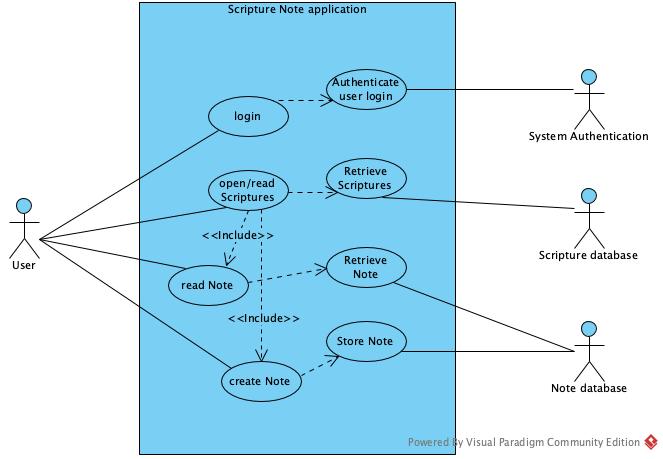 Scripture Note application
Authenticate
user login
login
System Authentication
open/read
Scriptures
Retrieve
Scriptures
<<Include>>
Scripture database
User
read Note
Retrieve
Note
<<Include>>
Store Note
create Note
Note database
Powered By Visual Paradigm Community Edition